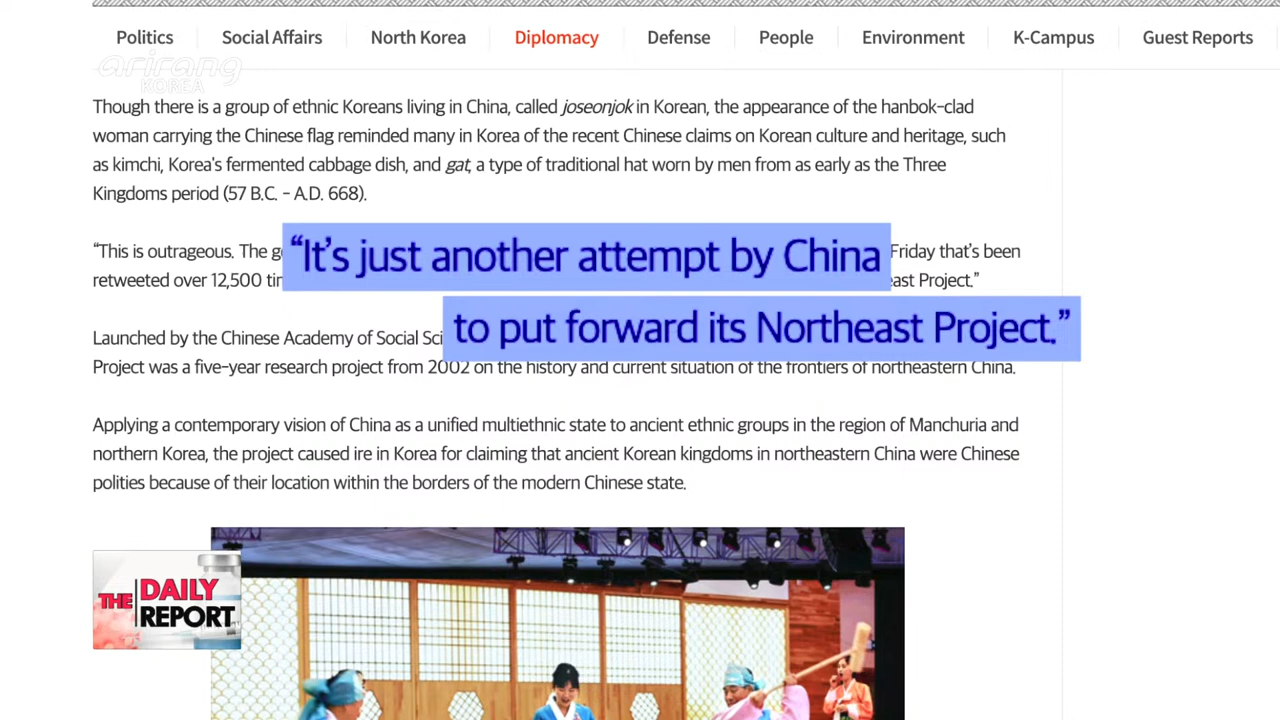 Politics Social Affairs North Korea Diplomacy Defense People Environment K-Campus Guest Reports
arirang
KOREA
Though there is a group of ethnic Koreans living in China, called joseonjok in Korean, the appearance of the hanbok-clad
woman carrying the Chinese flag reminded many in Korea of the recent Chinese claims on Korean culture and heritage, such
as kimchi, Korea's fermented cabbage dish, and gat, a type of traditional hat worn by men from as early as the Three
Kingdoms period (57 B.C. - A.D. 668).
“This is outrageous. The Friday that’s been
retweeted over 12,500 Project.”
“It’s just another attempt by China
to put forward its Northeast Project.”
Launched by the Chinese Academy of Social
Project was a five-year research project from 2002 on the history and current situation of the frontiers of northeastern China.
Applying a contemporary vision of China as a unified multiethnic state to ancient ethnic groups in the region of Manchuria and
northern Korea, the project caused ire in Korea for claiming that ancient Korean kingdoms in northeastern China were Chinese
polities because of their location within the borders of the modern Chinese state.
THE DAILY
REPORT